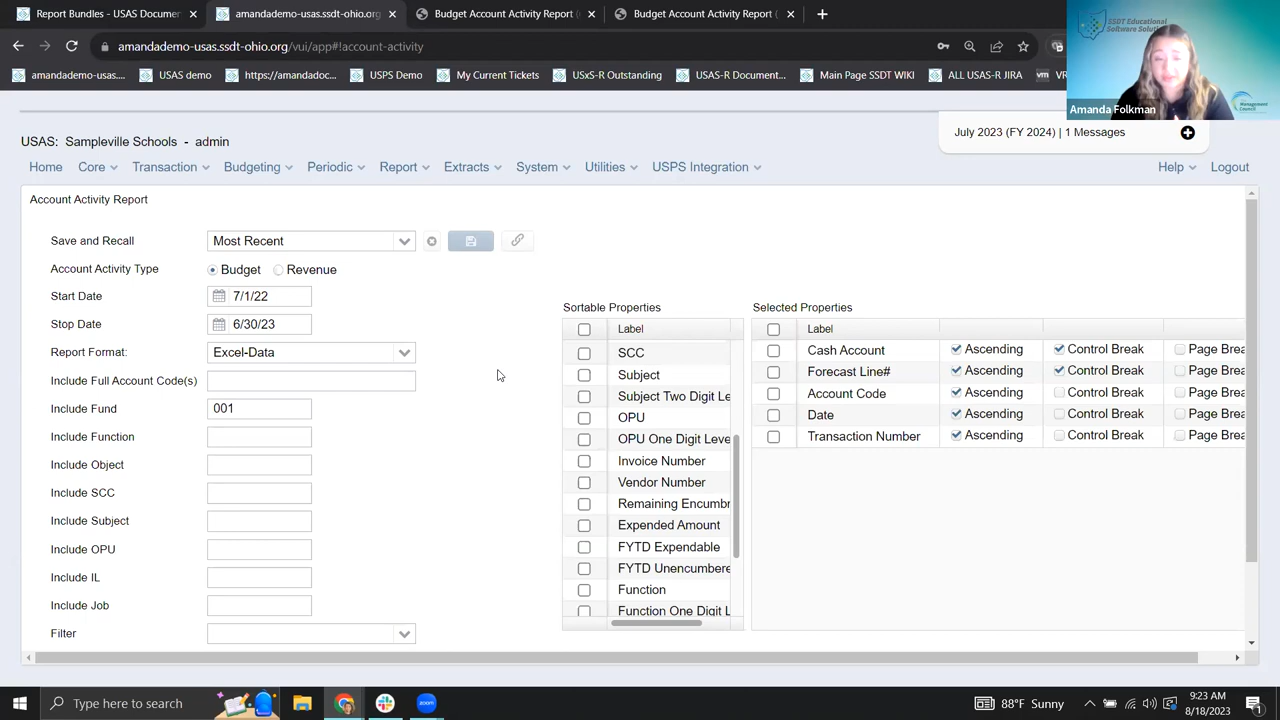 Report Bundles - USAS Documen
amandademo-usas.ssdt-ohio.org
Budget Account Activity Report (
Budget Account Activity Report (
SSDT Educational
Software Solution
amandademo-usas.ssdt-ohio.org/vui/app#!account-activity
amandademo-usas....
USAS demo
https://amandadoc...
USPS Demo
My Current Tickets
USxS-R Outstanding
USAS-R Document...
Main Page SSDT WIKI
ALL USAS-R JIRA
Management
Council
Amanda Folkman
USAS: Sampleville Schools - admin
July 2023 (FY 2024) | 1 Messages
Home Core Transaction Budgeting Periodic Report Extracts System Utilities USPS Integration Help Logout
Account Activity Report
Save and Recall Most Recent
Account Activity Type Budget Revenue
Start Date 7/1/22
Stop Date 6/30/23
Report Format: Excel-Data
Include Full Account Code(s)
Include Fund 001
Include Function
Include Object
Include SCC
Include Subject
Include OPU
Include IL
Include Job
Filter
Sortable Properties
Label
SCC
Subject
Subject Two Digit Le
OPU
OPU One Digit Leve
Invoice Number
Vendor Number
Remaining Encumbr
Expended Amount
FYTD Expendable
FYTD Unencumbere
Function
Function One Digit L
Selected Properties
Label
Cash Account Ascending Control Break Page Brea
Forecast Line# Ascending Control Break Page Brea
Account Code Ascending Control Break Page Brea
Date Ascending Control Break Page Brea
Transaction Number Ascending Control Break Page Brea
Type here to search
zoom
88°F Sunny
9:23 AM
8/18/2023
1